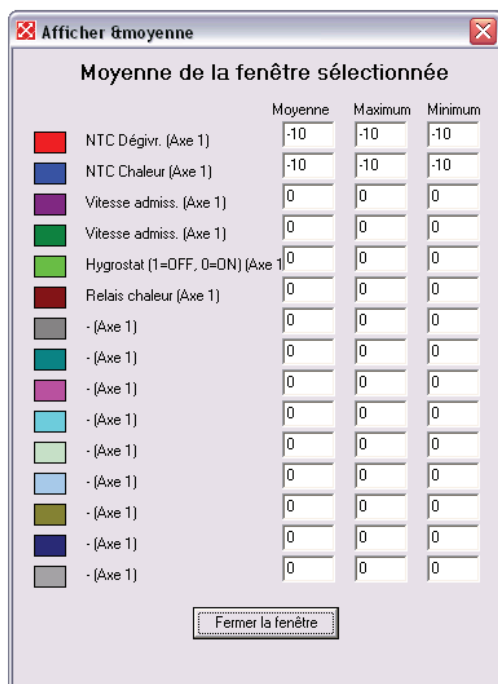 Afficher &moyenne
Moyenne de la fenêtre sélectionnée
Moyenne Maximum Minimum
NTC Dégivr. (Axe 1) -10 -10 -10
NTC Chaleur (Axe 1) -10 -10 -10
Vitesse admiss. (Axe 1) 0 0 0
Vitesse admiss. (Axe 1) 0 0 0
Hygrostat (1=OFF, 0=ON) (Axe 1 0 0 0
Relais chaleur (Axe 1) 0 0 0
- (Axe 1) 0 0 0
- (Axe 1) 0 0 0
- (Axe 1) 0 0 0
- (Axe 1) 0 0 0
- (Axe 1) 0 0 0
- (Axe 1) 0 0 0
- (Axe 1) 0 0 0
- (Axe 1) 0 0 0
- (Axe 1) 0 0 0
Fermer la fenêtre